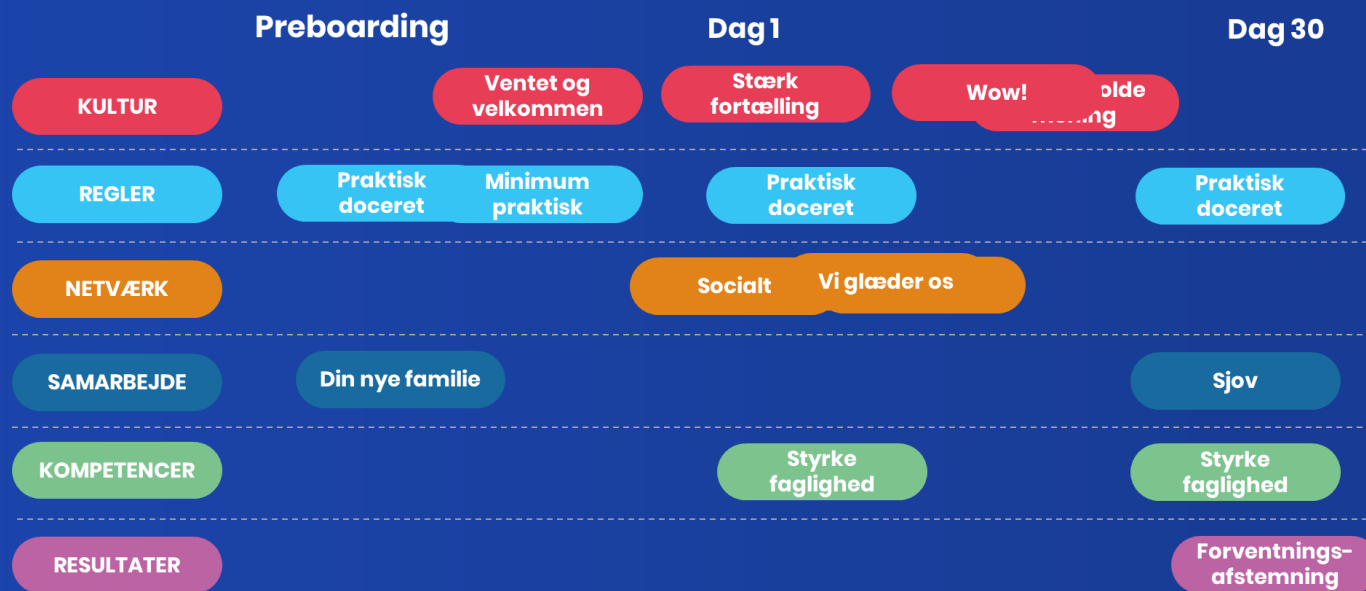 Preboarding Dag 1 Dag 30
KULTUR
Ventet og
velkommen
Stærk
fortælling
Wow!
REGLER
Praktisk
doceret
Minimum
praktisk
Praktisk
doceret
Praktisk
doceret
NETVÆRK
Socialt
Vi glæder os
SAMARBEJDE
Din nye familie
Sjov
KOMPETENCER
Styrke
faglighed
Styrke
faglighed
RESULTATER
Forventnings-
afstemning